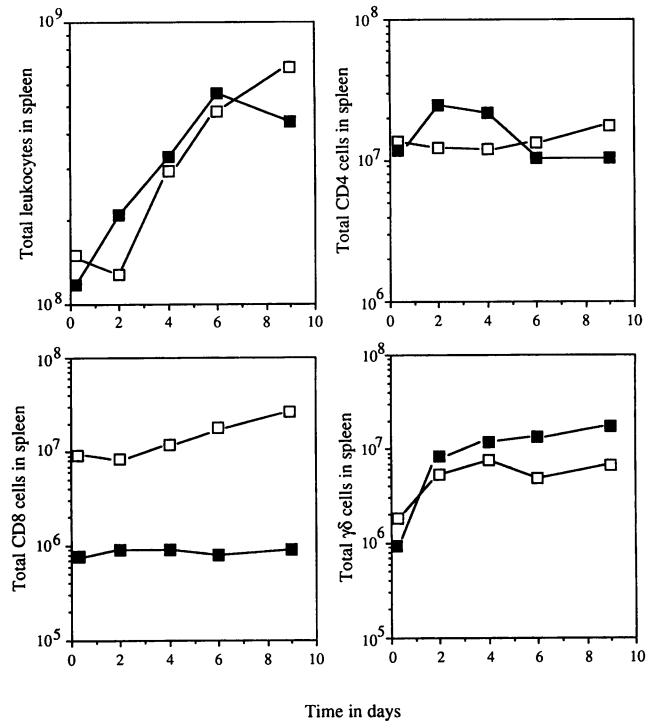 Total leukocytes in spleen
10^9
10^8
0 2 4 6 8 10
Total CD4 cells in spleen
10^8
10^7
10^6
0 2 4 6 8 10
Total CD8 cells in spleen
10^8
10^7
10^6
10^5
0 2 4 6 8 10
Total γδ cells in spleen
10^8
10^7
10^6
10^5
0 2 4 6 8 10
Time in days